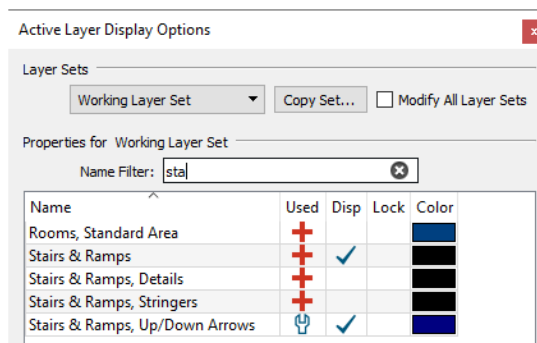 Active Layer Display Options
x
Layer Sets
Working Layer Set
Copy Set...
Modify All Layer Sets
Properties for Working Layer Set
Name Filter: sta
Name Used Disp Lock Color
Rooms, Standard Area
Stairs & Ramps
Stairs & Ramps, Details
Stairs & Ramps, Stringers
Stairs & Ramps, Up/Down Arrows